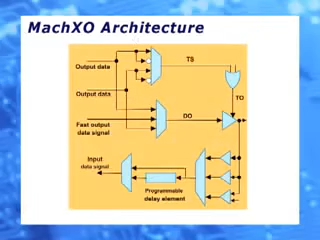 MachXO Architecture
Output data
TS
Output data
TO
DO
Fast output
data signal
Input
data signal
Programmable
delay element